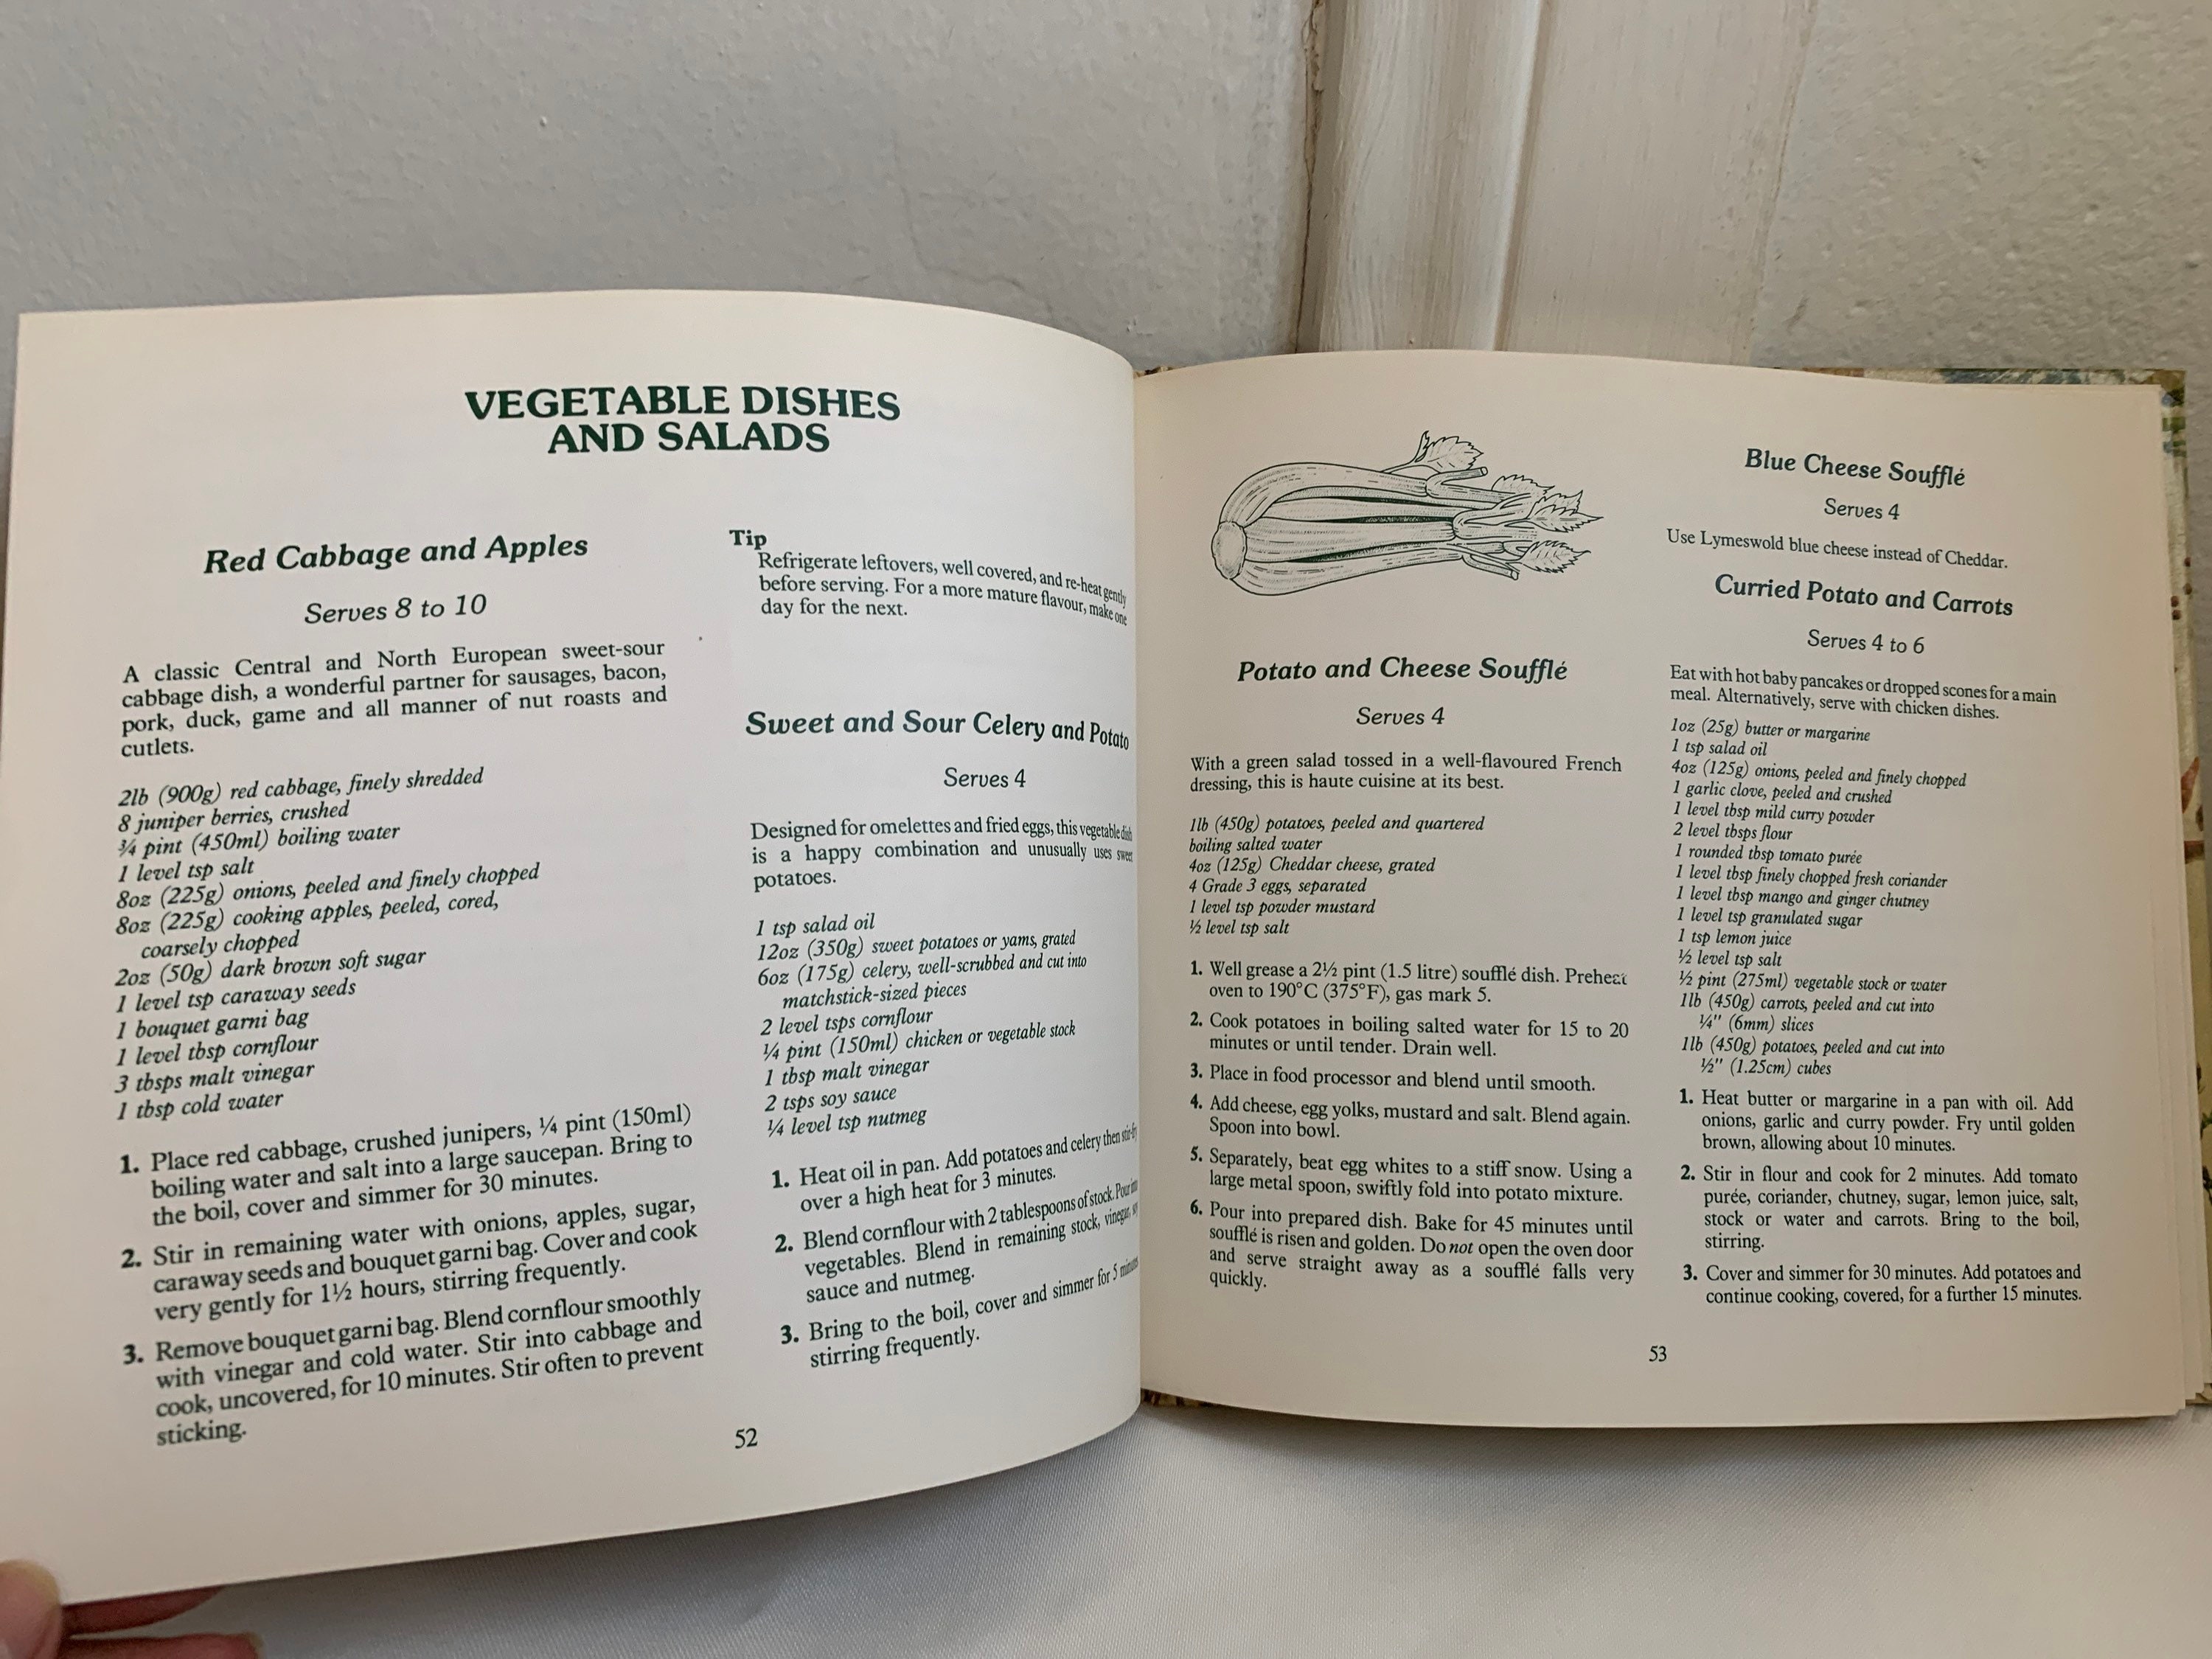 VEGETABLE DISHES
AND SALADS
Red Cabbage and Apples
Serves 8 to 10
A classic Central and North European sweet-sour
cabbage dish, a wonderful partner for sausages, bacon,
pork, duck, game and all manner of nut roasts and
cutlets.
2lb (900g) red cabbage, finely shredded
8 juniper berries, crushed
¾ pint (450ml) boiling water
1 level tsp salt
8oz (225g) onions, peeled and finely chopped
8oz (225g) cooking apples, peeled, cored,
coarsely chopped
2oz (50g) dark brown soft sugar
1 level tsp caraway seeds
1 bouquet garni bag
1 level tbsp cornflour
3 tbsps malt vinegar
1 tbsp cold water
1. Place red cabbage, crushed junipers, ¼ pint (150ml)
boiling water and salt into a large saucepan. Bring to
the boil, cover and simmer for 30 minutes.
2. Stir in remaining water with onions, apples, sugar,
caraway seeds and bouquet garni bag. Cover and cook
very gently for 1½ hours, stirring frequently.
3. Remove bouquet garni bag. Blend cornflour smoothly
with vinegar and cold water. Stir into cabbage and
cook, uncovered, for 10 minutes. Stir often to prevent
sticking.
Tip
Refrigerate leftovers, well covered, and re-heat gently
before serving. For a more mature flavour, make one
day for the next.
Sweet and Sour Celery and Potato
Serves 4
Designed for omelettes and fried eggs, this vegetable dish
is a happy combination and unusually uses sweet
potatoes.
1 tsp salad oil
12oz (350g) sweet potatoes or yams, grated
6oz (175g) celery, well-scrubbed and cut into
matchstick-sized pieces
2 level tsps cornflour
¼ pint (150ml) chicken or vegetable stock
1 tbsp malt vinegar
2 tsps soy sauce
¼ level tsp nutmeg
1. Heat oil in pan. Add potatoes and celery then stir-fry
over a high heat for 3 minutes.
2. Blend cornflour with 2 tablespoons of stock. Pour into
vegetables. Blend in remaining stock, vinegar, soy
sauce and nutmeg.
3. Bring to the boil, cover and simmer for 5 minutes
stirring frequently.
52
Potato and Cheese Soufflé
Serves 4
With a green salad tossed in a well-flavoured French
dressing, this is haute cuisine at its best.
1lb (450g) potatoes, peeled and quartered
boiling salted water
4oz (125g) Cheddar cheese, grated
4 Grade 3 eggs, separated
1 level tsp powder mustard
½ level tsp salt
1. Well grease a 2½ pint (1.5 litre) soufflé dish. Preheat
oven to 190°C (375°F), gas mark 5.
2. Cook potatoes in boiling salted water for 15 to 20
minutes or until tender. Drain well.
3. Place in food processor and blend until smooth.
4. Add cheese, egg yolks, mustard and salt. Blend again.
Spoon into bowl.
5. Separately, beat egg whites to a stiff snow. Using a
large metal spoon, swiftly fold into potato mixture.
6. Pour into prepared dish. Bake for 45 minutes until
soufflé is risen and golden. Do not open the oven door
and serve straight away as a soufflé falls very
quickly.
Blue Cheese Soufflé
Serves 4
Use Lymeswold blue cheese instead of Cheddar.
Curried Potato and Carrots
Serves 4 to 6
Eat with hot baby pancakes or dropped scones for a main
meal. Alternatively, serve with chicken dishes.
1oz (25g) butter or margarine
1 tsp salad oil
4oz (125g) onions, peeled and finely chopped
1 garlic clove, peeled and crushed
1 level tbsp mild curry powder
2 level tbsps flour
1 rounded tbsp tomato purée
1 level tbsp finely chopped fresh coriander
1 level tbsp mango and ginger chutney
1 level tsp granulated sugar
1 tsp lemon juice
½ level tsp salt
½ pint (275ml) vegetable stock or water
1lb (450g) carrots, peeled and cut into
¼" (6mm) slices
1lb (450g) potatoes, peeled and cut into
½" (1.25cm) cubes
1. Heat butter or margarine in a pan with oil. Add
onions, garlic and curry powder. Fry until golden
brown, allowing about 10 minutes.
2. Stir in flour and cook for 2 minutes. Add tomato
purée, coriander, chutney, sugar, lemon juice, salt,
stock or water and carrots. Bring to the boil,
stirring.
3. Cover and simmer for 30 minutes. Add potatoes and
continue cooking, covered, for a further 15 minutes.
53